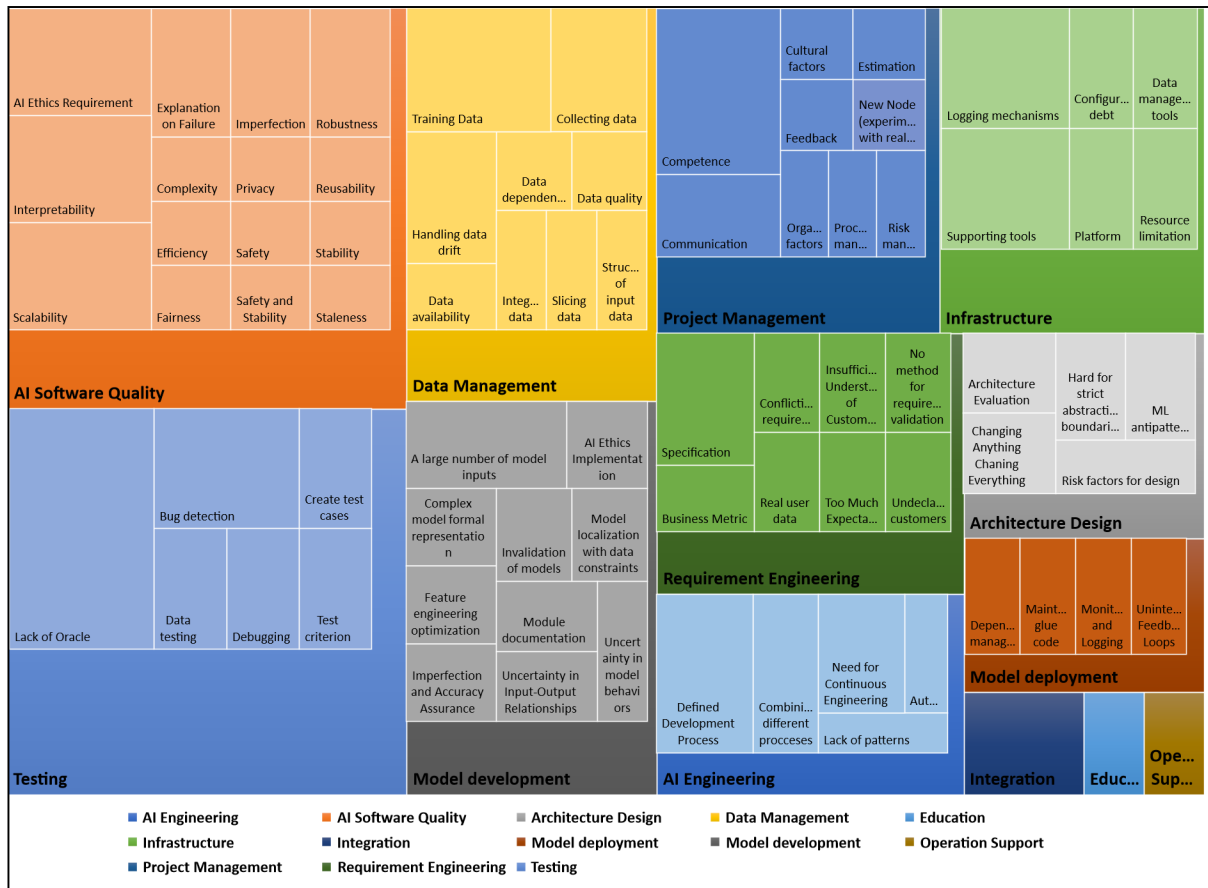 AI Ethics Requirement
Explanation
on Failure
Imperfection
Robustness
Interpretability
Complexity
Privacy
Reusability
Efficiency
Safety
Stability
Scalability
Fairness
Safety and
Stability
Staleness
AI Software Quality
Training Data
Collecting data
Handling data
drift
Data
dependen...
Data quality
Data
availability
Integ...
data
Slicing
data
Struc...
of input
data
Data Management
Competence
Cultural
factors
Estimation
Feedback
New Node
(experim...
with real...
Communication
Orga...
factors
Proc...
man...
Risk
man...
Project Management
Logging mechanisms
Configur...
debt
Data
manage...
tools
Supporting tools
Platform
Resource
limitation
Infrastructure
Lack of Oracle
Bug detection
Create test
cases
Data
testing
Debugging
Test
criterion
Testing
A large number of model
inputs
AI Ethics
Implementat
ion
Complex
model formal
representatio
n
Invalidation
of models
Model
localization
with data
constraints
Feature
engineering
optimization
Module
documentation
Uncert
ainty in
model
behavi
ors
Imperfection
and Accuracy
Assurance
Uncertainty in
Input-Output
Relationships
Model development
Specification
Conflicti...
require...
Insuffici...
Underst...
of
Custom...
No
method
for
require...
validation
Business Metric
Real user
data
Too Much
Expecta...
Undecla...
customers
Requirement Engineering
Architecture
Evaluation
Hard for
strict
abstracti...
boundari...
ML
antipatte...
Changing
Anything
Chaning
Everything
Risk factors for design
Architecture Design
Depen...
manag...
Maint...
glue
code
Monit...
and
Logging
Uninte...
Feedb...
Loops
Model deployment
Defined
Development
Process
Combini...
different
procceses
Need for
Continuous
Engineering
Aut...
Lack of patterns
AI Engineering
Integration
Educ...
Ope...
Sup...
AI Engineering
AI Software Quality
Architecture Design
Data Management
Education
Infrastructure
Integration
Model deployment
Model development
Operation Support
Project Management
Requirement Engineering
Testing